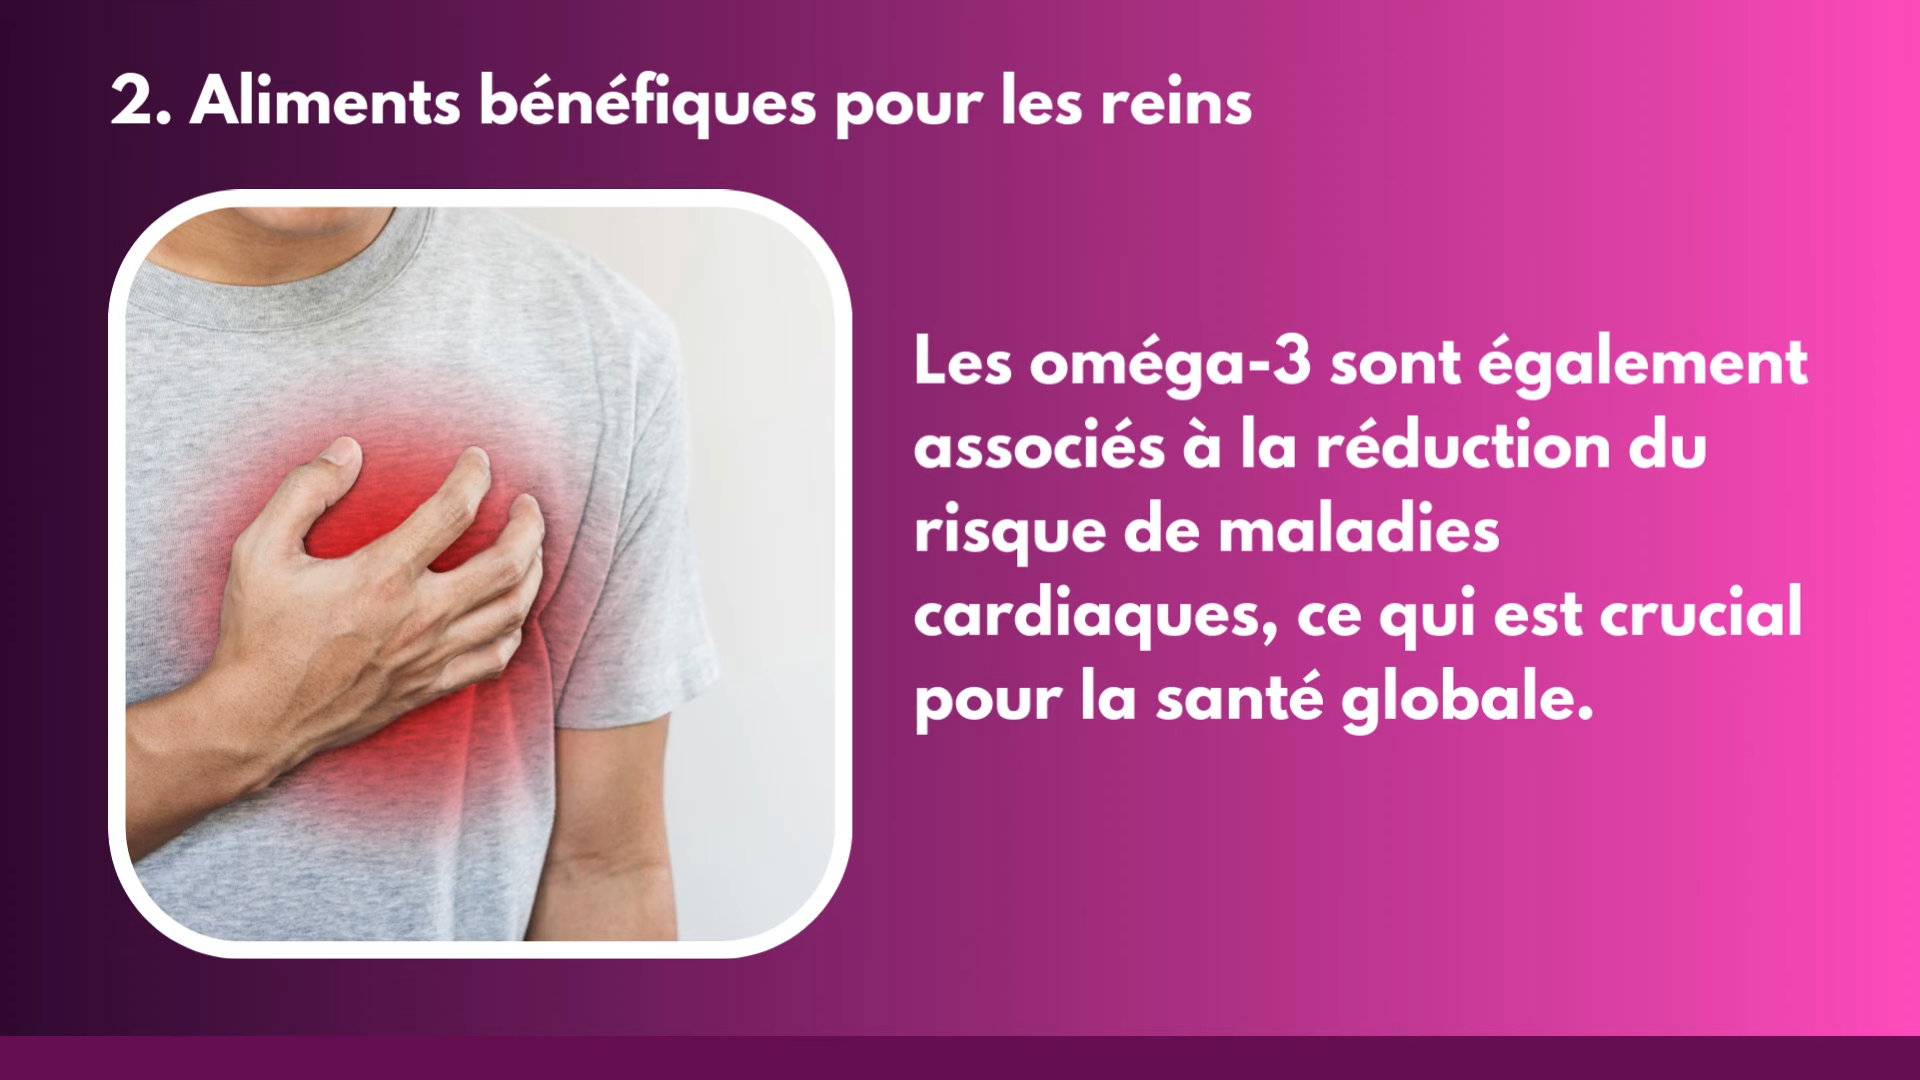 2. Aliments bénéfiques pour les reins
Les oméga-3 sont également
associés à la réduction du
risque de maladies
cardiaques, ce qui est crucial
pour la santé globale.